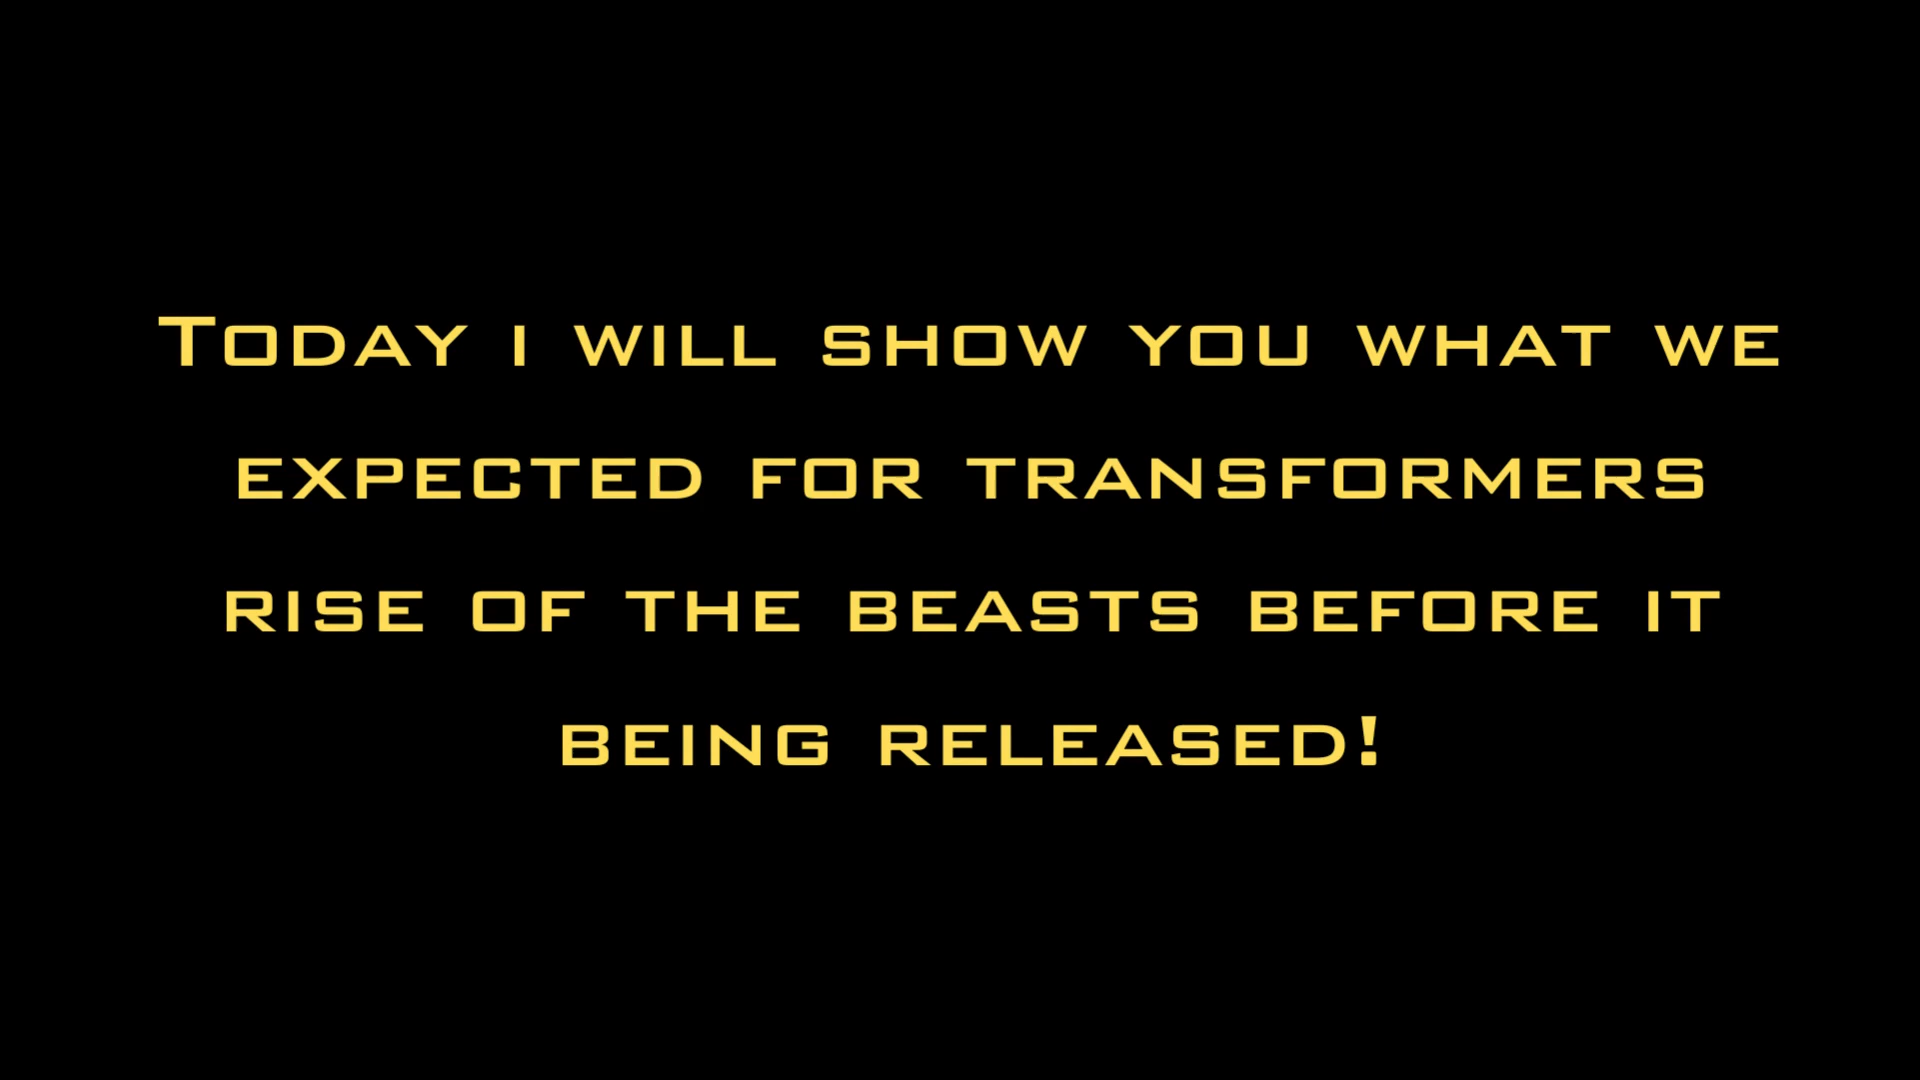 Today i will show you what we
expected for transformers
rise of the beasts before it
being released!